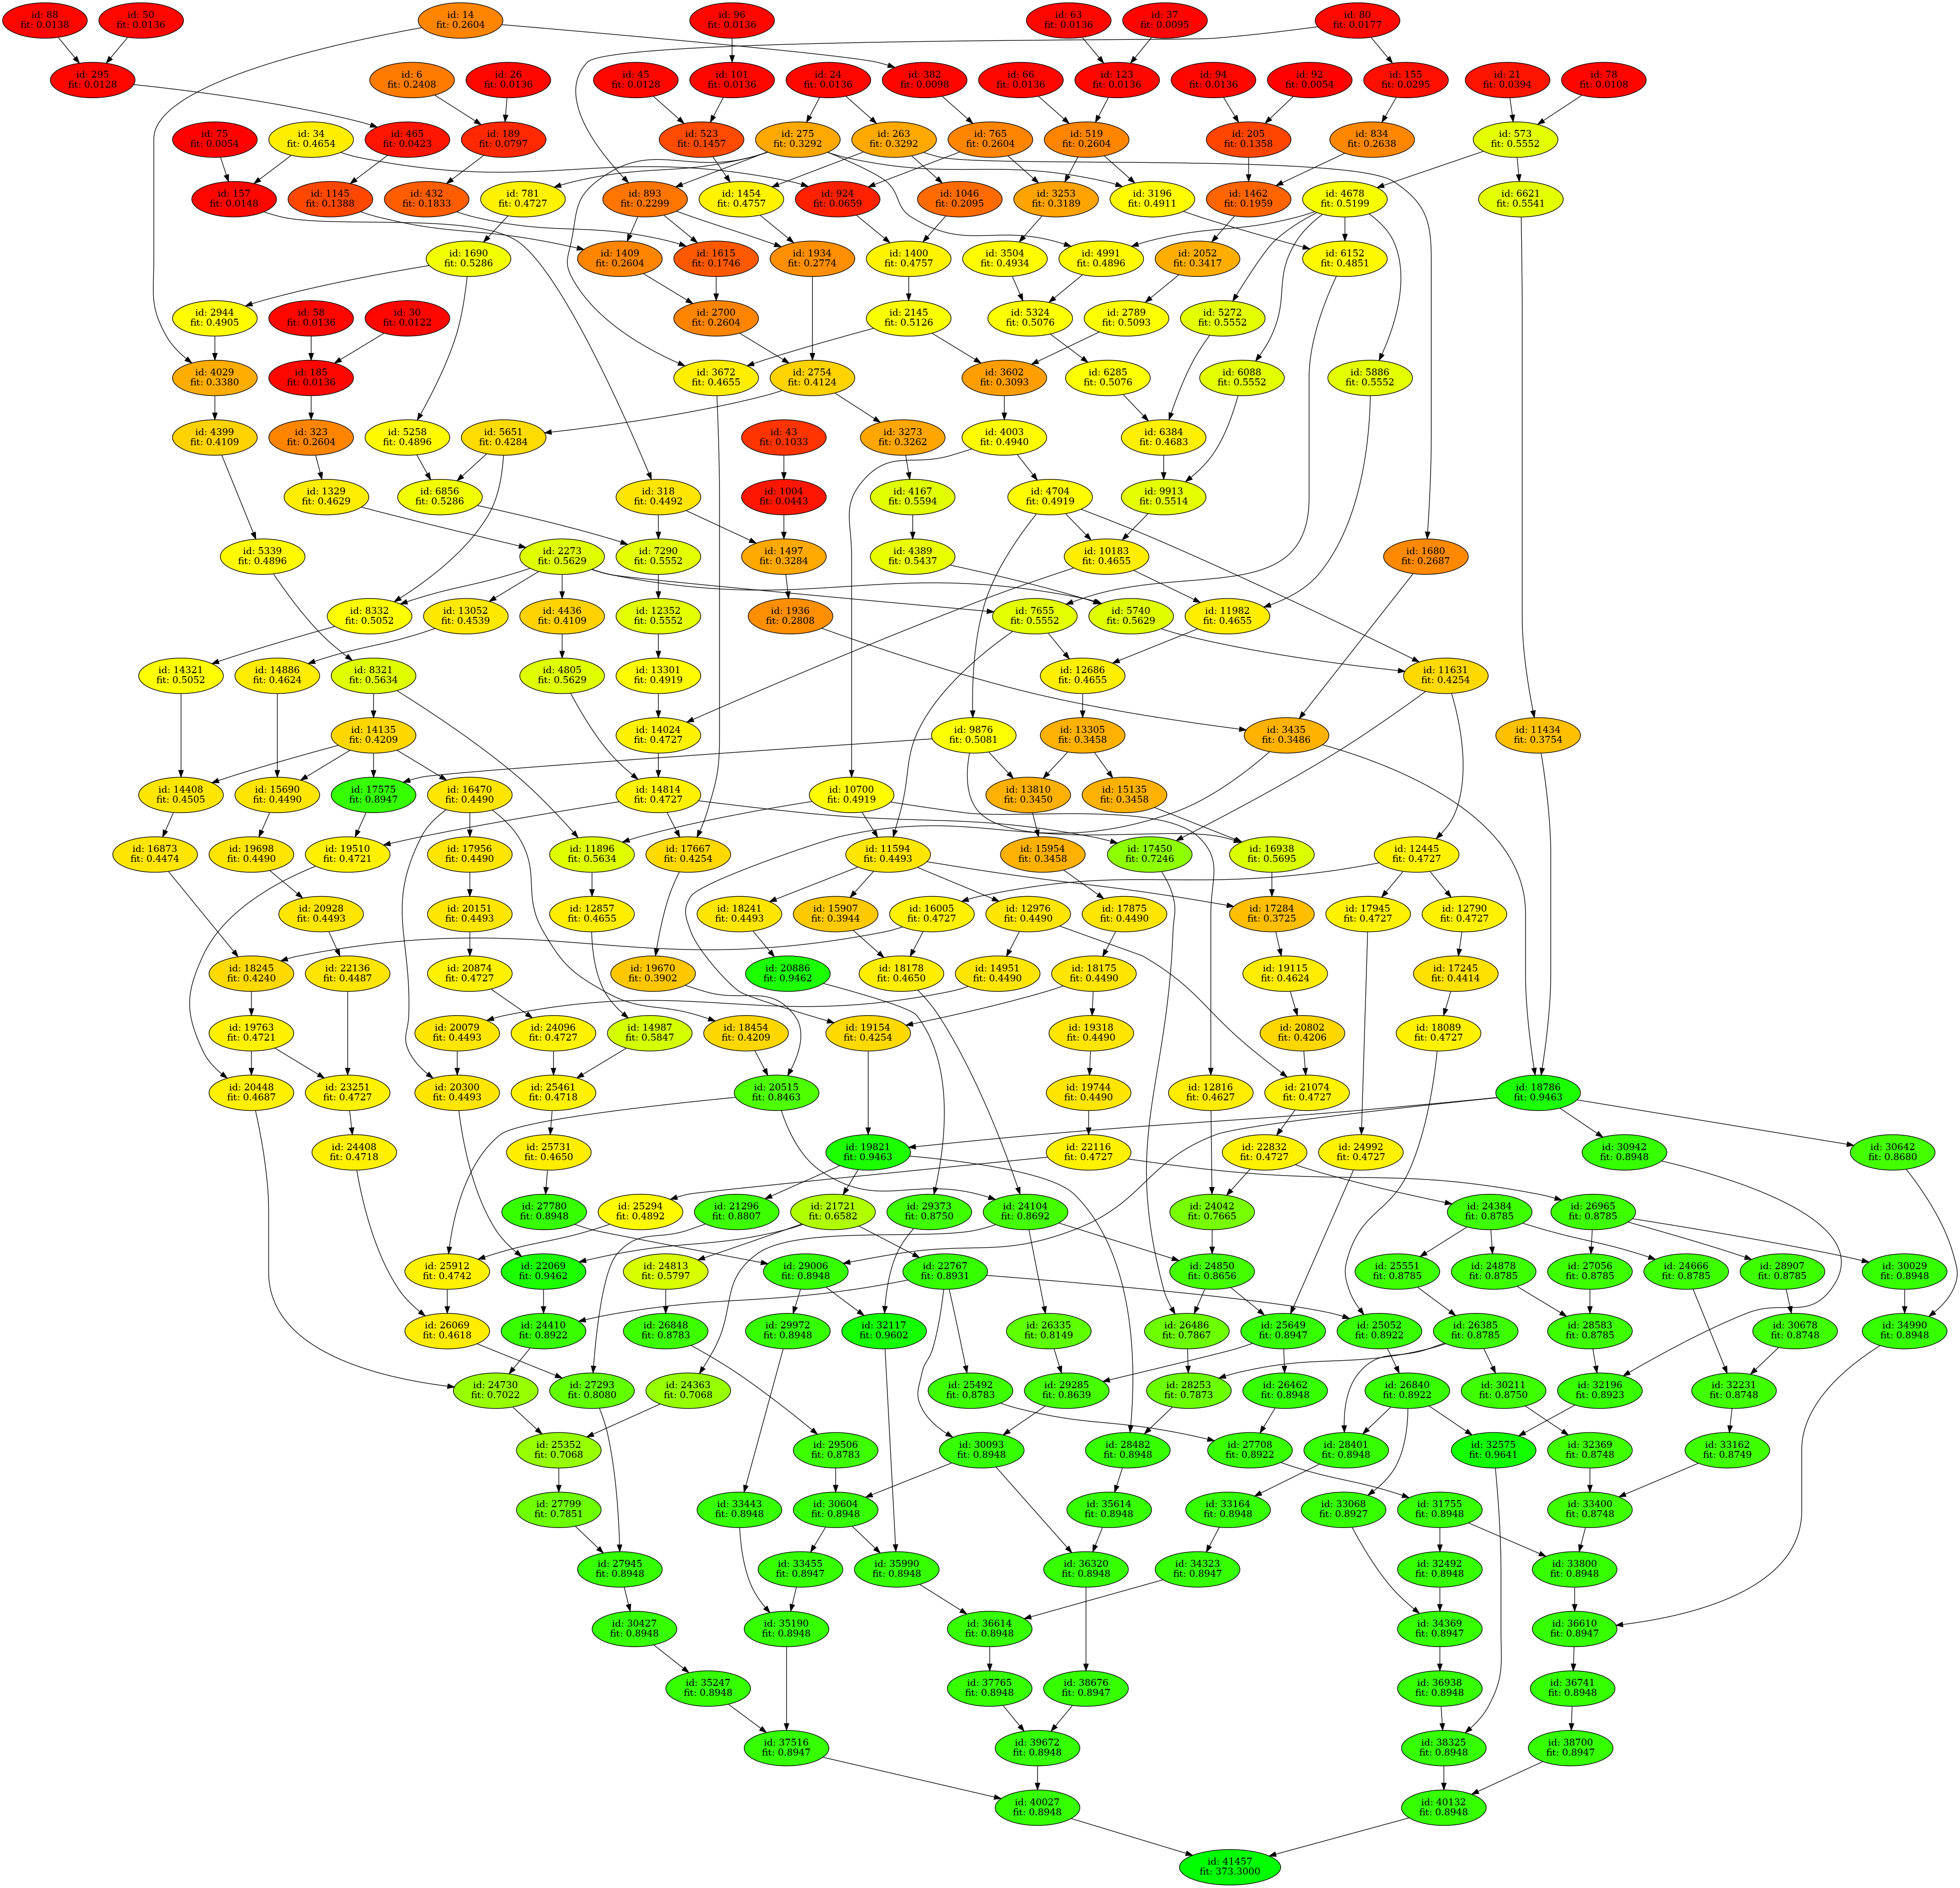 id: 88
fit: 0.0138
id: 50
fit: 0.0136
id: 14
fit: 0.2604
id: 96
fit: 0.0136
id: 63
fit: 0.0136
id: 37
fit: 0.0095
id: 80
fit: 0.0177
id: 295
fit: 0.0128
id: 6
fit: 0.2408
id: 26
fit: 0.0136
id: 45
fit: 0.0128
id: 101
fit: 0.0136
id: 24
fit: 0.0136
id: 382
fit: 0.0098
id: 66
fit: 0.0136
id: 123
fit: 0.0136
id: 94
fit: 0.0136
id: 92
fit: 0.0054
id: 155
fit: 0.0295
id: 21
fit: 0.0394
id: 78
fit: 0.0108
id: 75
fit: 0.0054
id: 34
fit: 0.4654
id: 465
fit: 0.0423
id: 189
fit: 0.0797
id: 523
fit: 0.1457
id: 275
fit: 0.3292
id: 263
fit: 0.3292
id: 765
fit: 0.2604
id: 519
fit: 0.2604
id: 205
fit: 0.1358
id: 834
fit: 0.2638
id: 573
fit: 0.5552
id: 157
fit: 0.0148
id: 1145
fit: 0.1388
id: 432
fit: 0.1833
id: 781
fit: 0.4727
id: 893
fit: 0.2299
id: 1454
fit: 0.4757
id: 924
fit: 0.0659
id: 1046
fit: 0.2095
id: 3253
fit: 0.3189
id: 3196
fit: 0.4911
id: 1462
fit: 0.1959
id: 4678
fit: 0.5199
id: 6621
fit: 0.5541
id: 1690
fit: 0.5286
id: 1409
fit: 0.2604
id: 1615
fit: 0.1746
id: 1934
fit: 0.2774
id: 1400
fit: 0.4757
id: 3504
fit: 0.4934
id: 4991
fit: 0.4896
id: 2052
fit: 0.3417
id: 6152
fit: 0.4851
id: 2944
fit: 0.4905
id: 58
fit: 0.0136
id: 30
fit: 0.0122
id: 2700
fit: 0.2604
id: 2145
fit: 0.5126
id: 5324
fit: 0.5076
id: 2789
fit: 0.5093
id: 5272
fit: 0.5552
id: 4029
fit: 0.3380
id: 185
fit: 0.0136
id: 3672
fit: 0.4655
id: 2754
fit: 0.4124
id: 3602
fit: 0.3093
id: 6285
fit: 0.5076
id: 6088
fit: 0.5552
id: 5886
fit: 0.5552
id: 4399
fit: 0.4109
id: 323
fit: 0.2604
id: 5258
fit: 0.4896
id: 5651
fit: 0.4284
id: 43
fit: 0.1033
id: 3273
fit: 0.3262
id: 4003
fit: 0.4940
id: 6384
fit: 0.4683
id: 1329
fit: 0.4629
id: 6856
fit: 0.5286
id: 318
fit: 0.4492
id: 1004
fit: 0.0443
id: 4167
fit: 0.5594
id: 4704
fit: 0.4919
id: 9913
fit: 0.5514
id: 5339
fit: 0.4896
id: 2273
fit: 0.5629
id: 7290
fit: 0.5552
id: 1497
fit: 0.3284
id: 4389
fit: 0.5437
id: 10183
fit: 0.4655
id: 1680
fit: 0.2687
id: 8332
fit: 0.5052
id: 13052
fit: 0.4539
id: 4436
fit: 0.4109
id: 12352
fit: 0.5552
id: 1936
fit: 0.2808
id: 7655
fit: 0.5552
id: 5740
fit: 0.5629
id: 11982
fit: 0.4655
id: 14321
fit: 0.5052
id: 14886
fit: 0.4624
id: 8321
fit: 0.5634
id: 4805
fit: 0.5629
id: 13301
fit: 0.4919
id: 12686
fit: 0.4655
id: 11631
fit: 0.4254
id: 14135
fit: 0.4209
id: 14024
fit: 0.4727
id: 9876
fit: 0.5081
id: 13305
fit: 0.3458
id: 3435
fit: 0.3486
id: 11434
fit: 0.3754
id: 14408
fit: 0.4505
id: 15690
fit: 0.4490
id: 17575
fit: 0.8947
id: 16470
fit: 0.4490
id: 14814
fit: 0.4727
id: 10700
fit: 0.4919
id: 13810
fit: 0.3450
id: 15135
fit: 0.3458
id: 16873
fit: 0.4474
id: 19698
fit: 0.4490
id: 19510
fit: 0.4721
id: 17956
fit: 0.4490
id: 11896
fit: 0.5634
id: 17667
fit: 0.4254
id: 11594
fit: 0.4493
id: 15954
fit: 0.3458
id: 17450
fit: 0.7246
id: 16938
fit: 0.5695
id: 12445
fit: 0.4727
id: 20928
fit: 0.4493
id: 20151
fit: 0.4493
id: 12857
fit: 0.4655
id: 18241
fit: 0.4493
id: 15907
fit: 0.3944
id: 16005
fit: 0.4727
id: 12976
fit: 0.4490
id: 17875
fit: 0.4490
id: 17284
fit: 0.3725
id: 17945
fit: 0.4727
id: 12790
fit: 0.4727
id: 18245
fit: 0.4240
id: 22136
fit: 0.4487
id: 20874
fit: 0.4727
id: 19670
fit: 0.3902
id: 20886
fit: 0.9462
id: 18178
fit: 0.4650
id: 14951
fit: 0.4490
id: 18175
fit: 0.4490
id: 19115
fit: 0.4624
id: 17245
fit: 0.4414
id: 19763
fit: 0.4721
id: 20079
fit: 0.4493
id: 24096
fit: 0.4727
id: 14987
fit: 0.5847
id: 18454
fit: 0.4209
id: 19154
fit: 0.4254
id: 19318
fit: 0.4490
id: 20802
fit: 0.4206
id: 18089
fit: 0.4727
id: 20448
fit: 0.4687
id: 23251
fit: 0.4727
id: 20300
fit: 0.4493
id: 25461
fit: 0.4718
id: 20515
fit: 0.8463
id: 19744
fit: 0.4490
id: 12816
fit: 0.4627
id: 21074
fit: 0.4727
id: 18786
fit: 0.9463
id: 24408
fit: 0.4718
id: 25731
fit: 0.4650
id: 19821
fit: 0.9463
id: 22116
fit: 0.4727
id: 22832
fit: 0.4727
id: 24992
fit: 0.4727
id: 30942
fit: 0.8948
id: 30642
fit: 0.8680
id: 27780
fit: 0.8948
id: 25294
fit: 0.4892
id: 21296
fit: 0.8807
id: 21721
fit: 0.6582
id: 29373
fit: 0.8750
id: 24104
fit: 0.8692
id: 24042
fit: 0.7665
id: 24384
fit: 0.8785
id: 26965
fit: 0.8785
id: 25912
fit: 0.4742
id: 22069
fit: 0.9462
id: 24813
fit: 0.5797
id: 29006
fit: 0.8948
id: 22767
fit: 0.8931
id: 24850
fit: 0.8656
id: 25551
fit: 0.8785
id: 24878
fit: 0.8785
id: 27056
fit: 0.8785
id: 24666
fit: 0.8785
id: 28907
fit: 0.8785
id: 30029
fit: 0.8948
id: 26069
fit: 0.4618
id: 24410
fit: 0.8922
id: 26848
fit: 0.8783
id: 29972
fit: 0.8948
id: 32117
fit: 0.9602
id: 26335
fit: 0.8149
id: 26486
fit: 0.7867
id: 25649
fit: 0.8947
id: 25052
fit: 0.8922
id: 26385
fit: 0.8785
id: 28583
fit: 0.8785
id: 30678
fit: 0.8748
id: 34990
fit: 0.8948
id: 24730
fit: 0.7022
id: 27293
fit: 0.8080
id: 24363
fit: 0.7068
id: 25492
fit: 0.8783
id: 29285
fit: 0.8639
id: 28253
fit: 0.7873
id: 26462
fit: 0.8948
id: 26840
fit: 0.8922
id: 30211
fit: 0.8750
id: 32196
fit: 0.8923
id: 32231
fit: 0.8748
id: 25352
fit: 0.7068
id: 29506
fit: 0.8783
id: 30093
fit: 0.8948
id: 28482
fit: 0.8948
id: 27708
fit: 0.8922
id: 28401
fit: 0.8948
id: 32575
fit: 0.9641
id: 32369
fit: 0.8748
id: 33162
fit: 0.8749
id: 27799
fit: 0.7851
id: 33443
fit: 0.8948
id: 30604
fit: 0.8948
id: 35614
fit: 0.8948
id: 33164
fit: 0.8948
id: 33068
fit: 0.8927
id: 31755
fit: 0.8948
id: 33400
fit: 0.8748
id: 27945
fit: 0.8948
id: 33455
fit: 0.8947
id: 35990
fit: 0.8948
id: 36320
fit: 0.8948
id: 34323
fit: 0.8947
id: 32492
fit: 0.8948
id: 33800
fit: 0.8948
id: 30427
fit: 0.8948
id: 35190
fit: 0.8948
id: 36614
fit: 0.8948
id: 34369
fit: 0.8947
id: 36610
fit: 0.8947
id: 35247
fit: 0.8948
id: 37765
fit: 0.8948
id: 38676
fit: 0.8947
id: 36938
fit: 0.8948
id: 36741
fit: 0.8948
id: 37516
fit: 0.8947
id: 39672
fit: 0.8948
id: 38325
fit: 0.8948
id: 38700
fit: 0.8947
id: 40027
fit: 0.8948
id: 40132
fit: 0.8948
id: 41457
fit: 373.3000